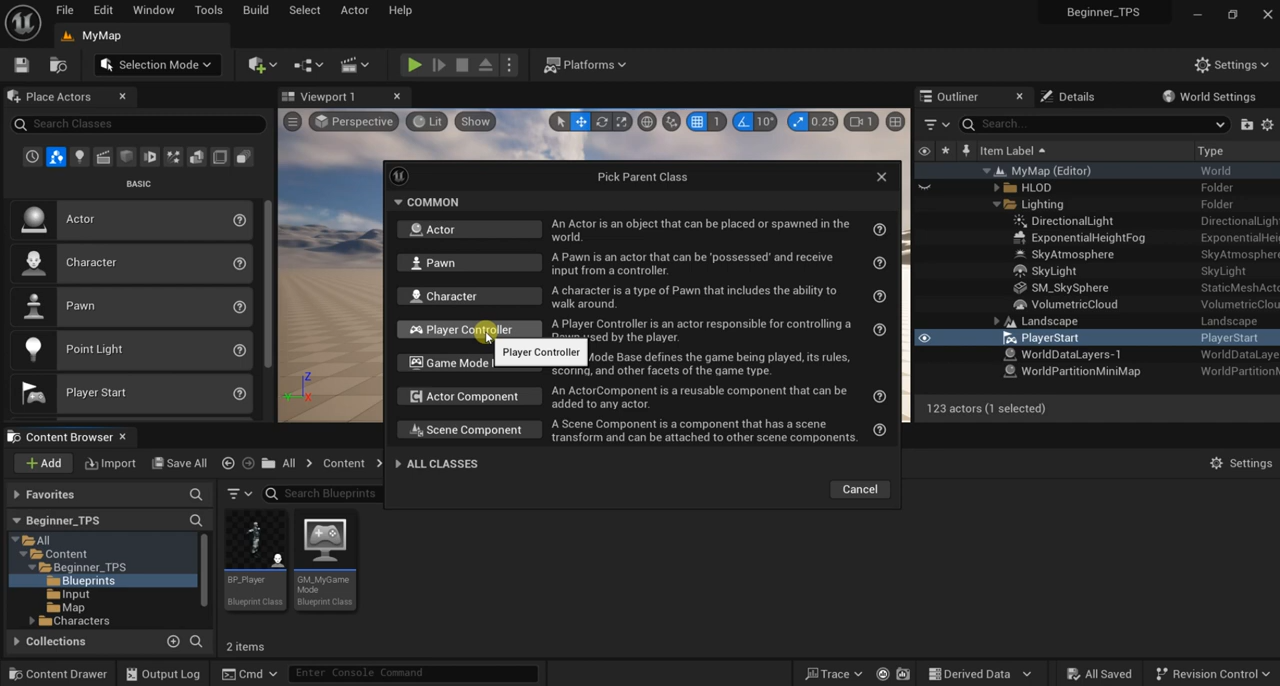 File Edit Window Tools Build Select Actor Help
Beginner_TPS
MyMap
Selection Mode
Platforms
Settings
Place Actors
Viewport 1
Outliner
Details
World Settings
Search Classes
Perspective
Lit
Show
1
10°
0.25
1
Search...
BASIC
Item Label
Type
Actor
Character
Pawn
Point Light
Player Start
MyMap (Editor)
World
HLOD
Folder
Lighting
Folder
DirectionalLight
DirectionalLight
ExponentialHeightFog
ExponentialHei
SkyAtmosphere
SkyAtmosphere
SkyLight
SkyLight
SM_SkySphere
StaticMeshActo
VolumetricCloud
VolumetricCloud
Landscape
Landscape
PlayerStart
PlayerStart
WorldDataLayers-1
WorldDataLaye
WorldPartitionMiniMap
WorldPartitionM
123 actors (1 selected)
Pick Parent Class
COMMON
Actor
An Actor is an object that can be placed or spawned in the
world.
Pawn
A Pawn is an actor that can be 'possessed' and receive
input from a controller.
Character
A character is a type of Pawn that includes the ability to
walk around.
Player Controller
A Player Controller is an actor responsible for controlling a
Pawn used by the player.
Player Controller
Game Mode
Mode Base defines the game being played, its rules,
scoring, and other facets of the game type.
Actor Component
An ActorComponent is a reusable component that can be
added to any actor.
Scene Component
A Scene Component is a component that has a scene
transform and can be attached to other scene components.
ALL CLASSES
Cancel
Z
X
Content Browser
Add
Import
Save All
All
Content
Settings
Favorites
Search Blueprints
Beginner_TPS
All
Content
Beginner_TPS
Blueprints
Input
Map
Characters
Collections
BP_Player
Blueprint Class
GM_MyGame
Mode
Blueprint Class
2 items
Content Drawer
Output Log
Cmd
Enter Console Command
Trace
Derived Data
All Saved
Revision Control